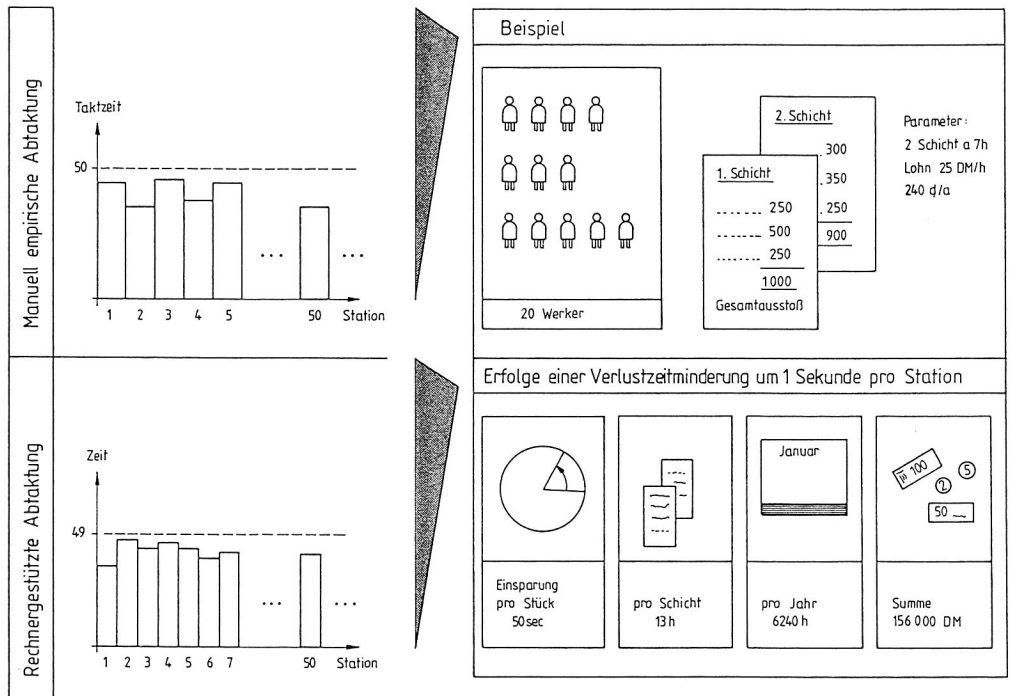 Manuell empirische Abtaktung
Taktzeit
50
1 2 3 4 5 ... 50 ... Station
Beispiel
20 Werker
2. Schicht
300
350
250
900
1. Schicht
250
500
250
1000
Gesamtausstoß
Parameter:
2 Schicht a 7h
Lohn 25 DM/h
240 d/a
Rechnergestützte Abtaktung
Zeit
49
1 2 3 4 5 6 7 ... 50 ... Station
Erfolge einer Verlustzeitminderung um 1 Sekunde pro Station
Einsparung
pro Stück
50sec
pro Schicht
13h
Januar
pro Jahr
6240h
100
5
2
50
Summe
156 000 DM